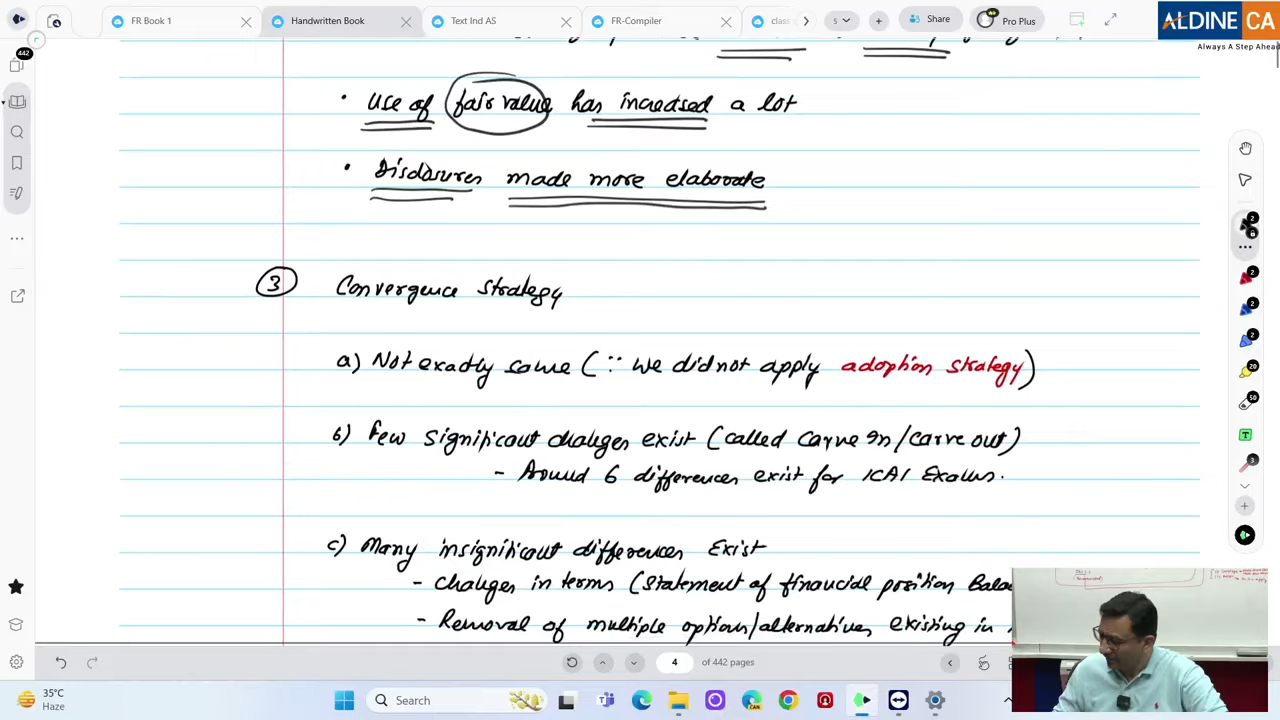 FR Book 1
Handwritten Book
Text Ind AS
FR-Compiler
class
Share
Pro Plus
ALDINE CA
Always A Step Ahead
442
• Use of fair value has increased a lot
• Disclosures made more elaborate
③ Convergence Strategy
a) Not exactly same (∵ we did not apply adoption strategy)
b) Few significant changes exist (called carve in/carve out)
- Around 6 differences exist for ICAI Exams.
c) Many insignificant differences Exist
- Changes in terms (Statement of financial position
- Removal of multiple options/alternatives existing in
4 of 442 pages
35°C
Haze
Search